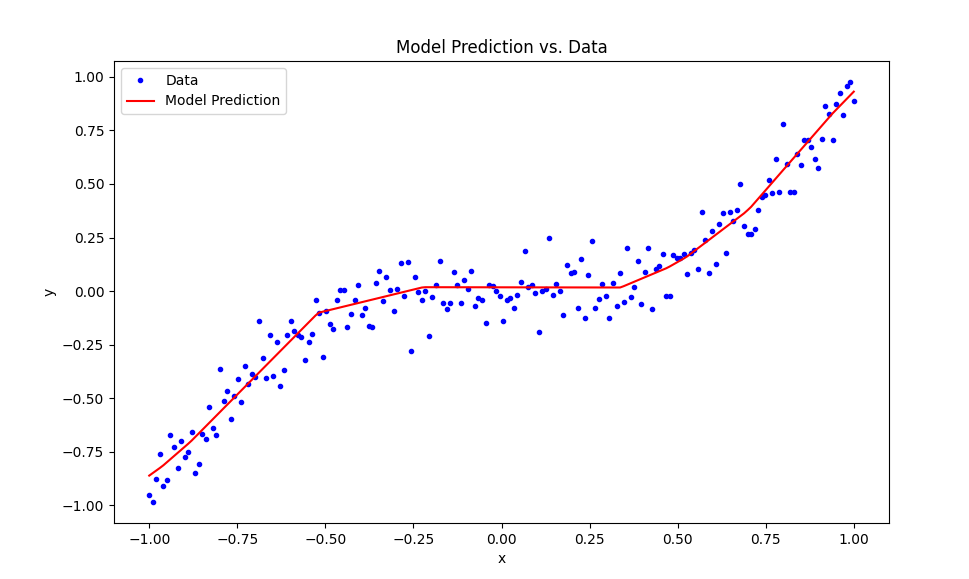 Model Prediction vs. Data
Data
Model Prediction
1.00
0.75
0.50
0.25
0.00
−0.25
−0.50
−0.75
−1.00
y
−1.00 −0.75 −0.50 −0.25 0.00 0.25 0.50 0.75 1.00
x